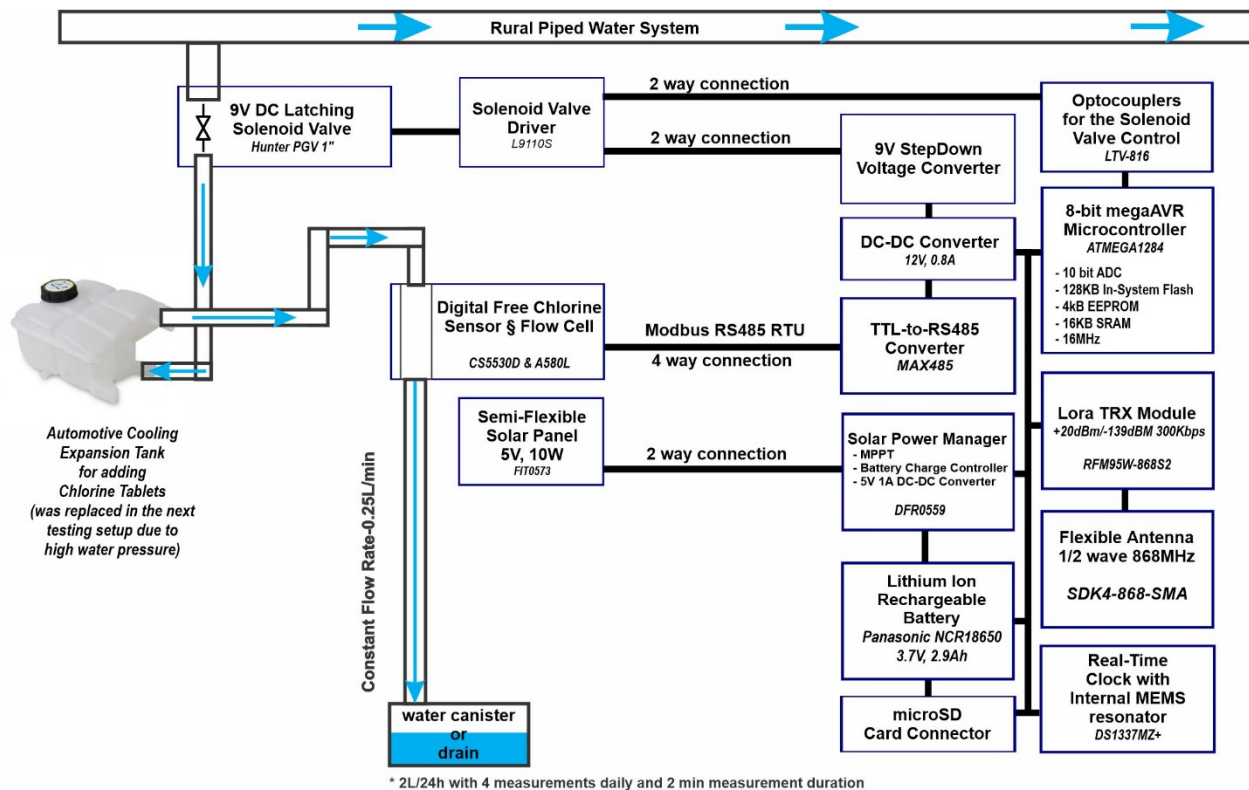 Rural Piped Water System
9V DC Latching
Solenoid Valve
Hunter PGV 1"
Solenoid Valve
Driver
L9110S
2 way connection
2 way connection
Optocouplers
for the Solenoid
Valve Control
LTV-816
9V StepDown
Voltage Converter
8-bit megaAVR
Microcontroller
ATMEGA1284
- 10 bit ADC
- 128KB In-System Flash
- 4kB EEPROM
- 16KB SRAM
- 16MHz
DC-DC Converter
12V, 0.8A
Digital Free Chlorine
Sensor § Flow Cell
CS5530D & A580L
Modbus RS485 RTU
4 way connection
TTL-to-RS485
Converter
MAX485
Automotive Cooling
Expansion Tank
for adding
Chlorine Tablets
(was replaced in the next
testing setup due to
high water pressure)
Semi-Flexible
Solar Panel
5V, 10W
FIT0573
2 way connection
Solar Power Manager
- MPPT
- Battery Charge Controller
- 5V 1A DC-DC Converter
DFR0559
Lora TRX Module
+20dBm/-139dBM 300Kbps
RFM95W-868S2
Constant Flow Rate-0.25L/min
Flexible Antenna
1/2 wave 868MHz
SDK4-868-SMA
Lithium Ion
Rechargeable
Battery
Panasonic NCR18650
3.7V, 2.9Ah
Real-Time
Clock with
Internal MEMS
resonator
DS1337MZ+
microSD
Card Connector
water canister
or
drain
* 2L/24h with 4 measurements daily and 2 min measurement duration